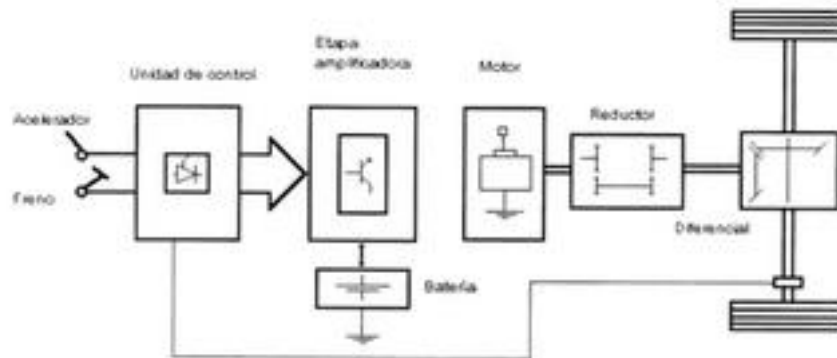 Etapa
amplificadora
Unidad de control
Motor
Acelerador
Reductor
Freno
Diferencial
Batería